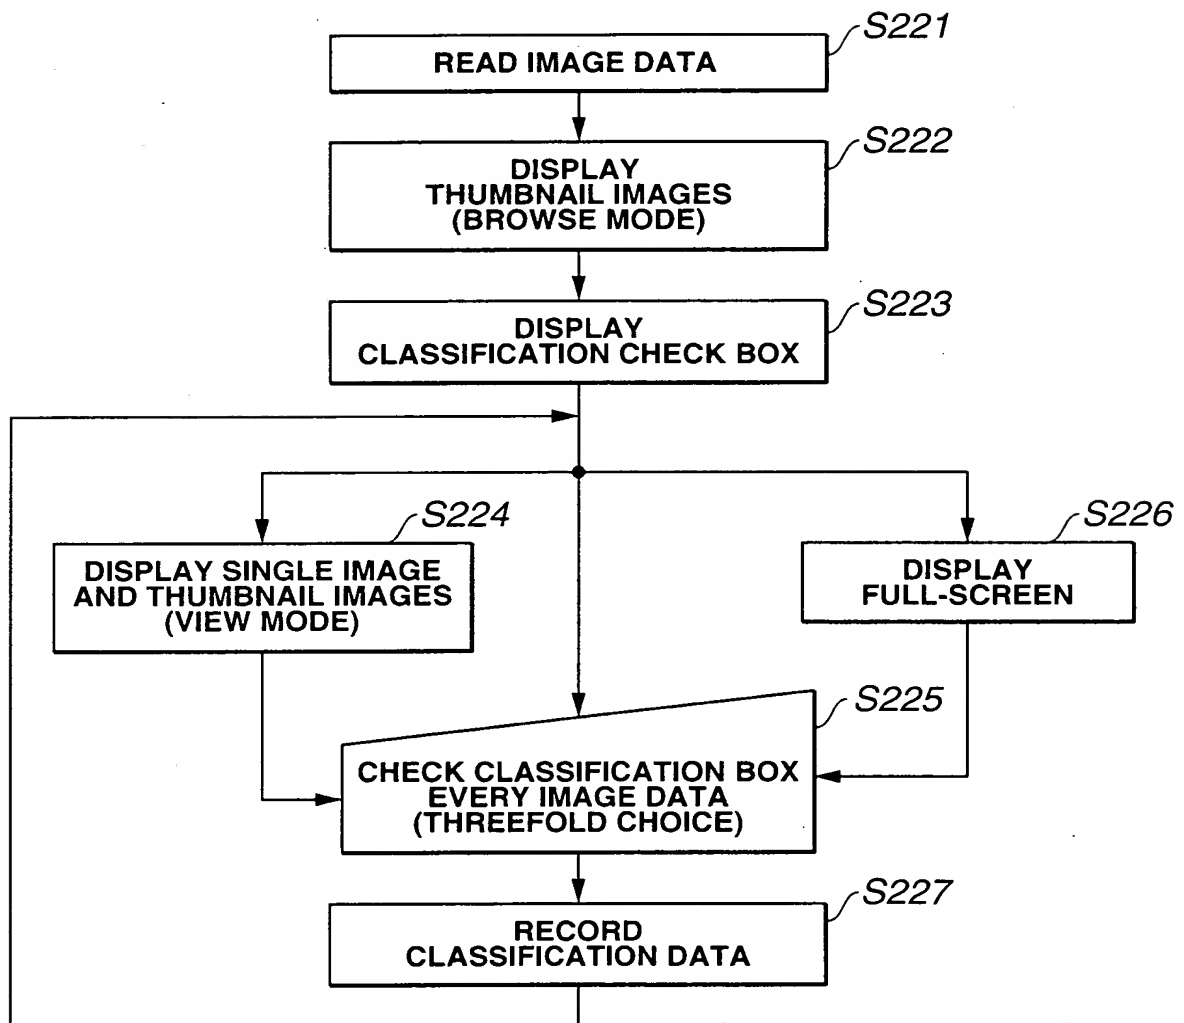 S221
READ IMAGE DATA
S222
DISPLAY
THUMBNAIL IMAGES
(BROWSE MODE)
S223
DISPLAY
CLASSIFICATION CHECK BOX
S224
DISPLAY SINGLE IMAGE
AND THUMBNAIL IMAGES
(VIEW MODE)
S226
DISPLAY
FULL-SCREEN
S225
CHECK CLASSIFICATION BOX
EVERY IMAGE DATA
(THREEFOLD CHOICE)
S227
RECORD
CLASSIFICATION DATA